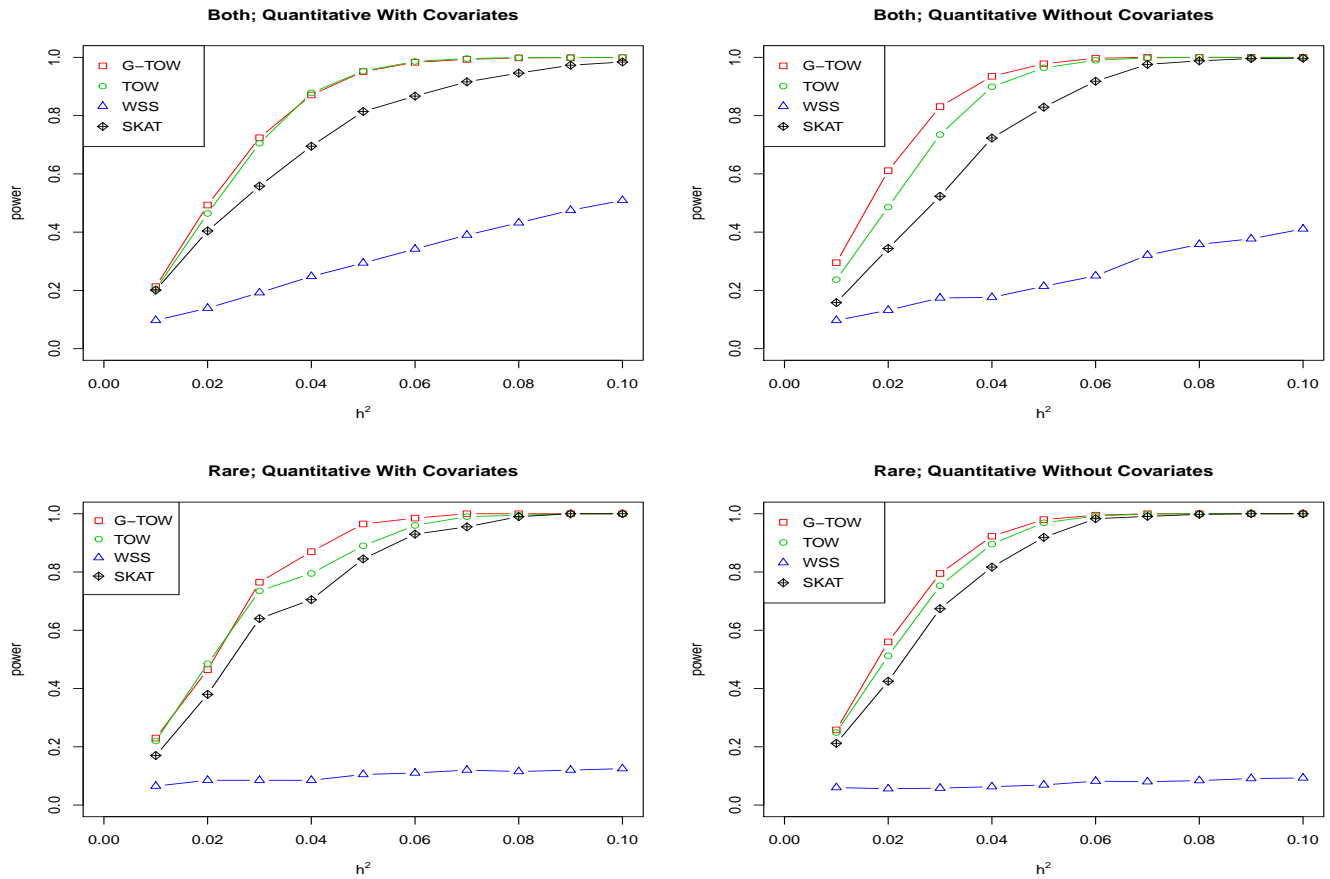 Both; Quantitative With Covariates
G−TOW
TOW
WSS
SKAT
power
0.0 0.2 0.4 0.6 0.8 1.0
0.00 0.02 0.04 0.06 0.08 0.10
h²
Both; Quantitative Without Covariates
G−TOW
TOW
WSS
SKAT
power
0.0 0.2 0.4 0.6 0.8 1.0
0.00 0.02 0.04 0.06 0.08 0.10
h²
Rare; Quantitative With Covariates
G−TOW
TOW
WSS
SKAT
power
0.0 0.2 0.4 0.6 0.8 1.0
0.00 0.02 0.04 0.06 0.08 0.10
h²
Rare; Quantitative Without Covariates
G−TOW
TOW
WSS
SKAT
power
0.0 0.2 0.4 0.6 0.8 1.0
0.00 0.02 0.04 0.06 0.08 0.10
h²